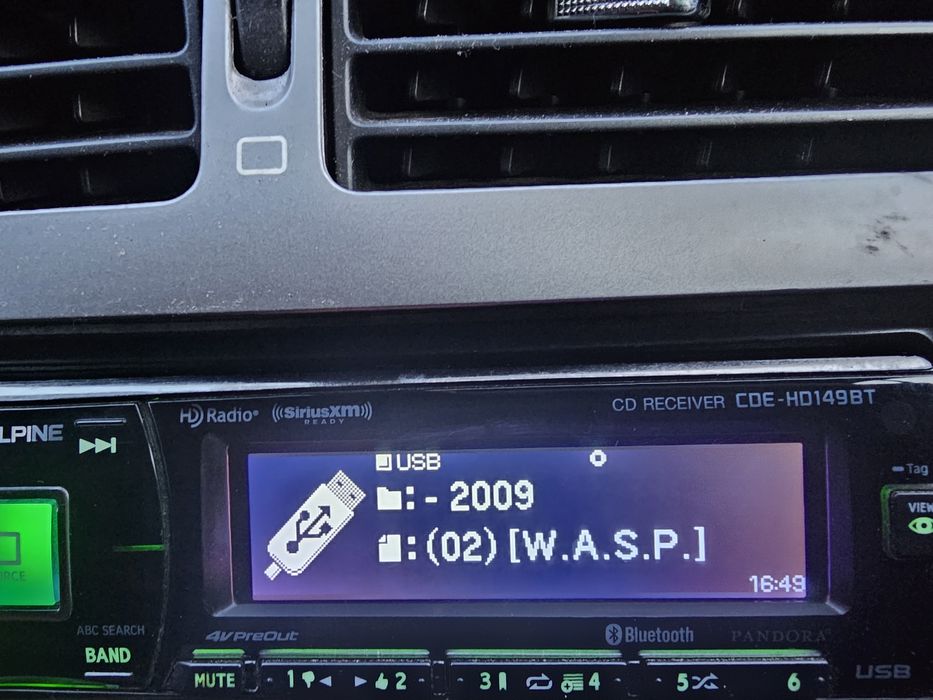 HD Radio® ((SiriusXM)) READY
CD RECEIVER CDE-HD149BT
LPINE
USB
: - 2009
: (02) [W.A.S.P.]
16:49
Tag
VIEW
RCE
ABC SEARCH
BAND
4V PreOut
Bluetooth PANDORA
MUTE 1 2 3 4 5 6
USB